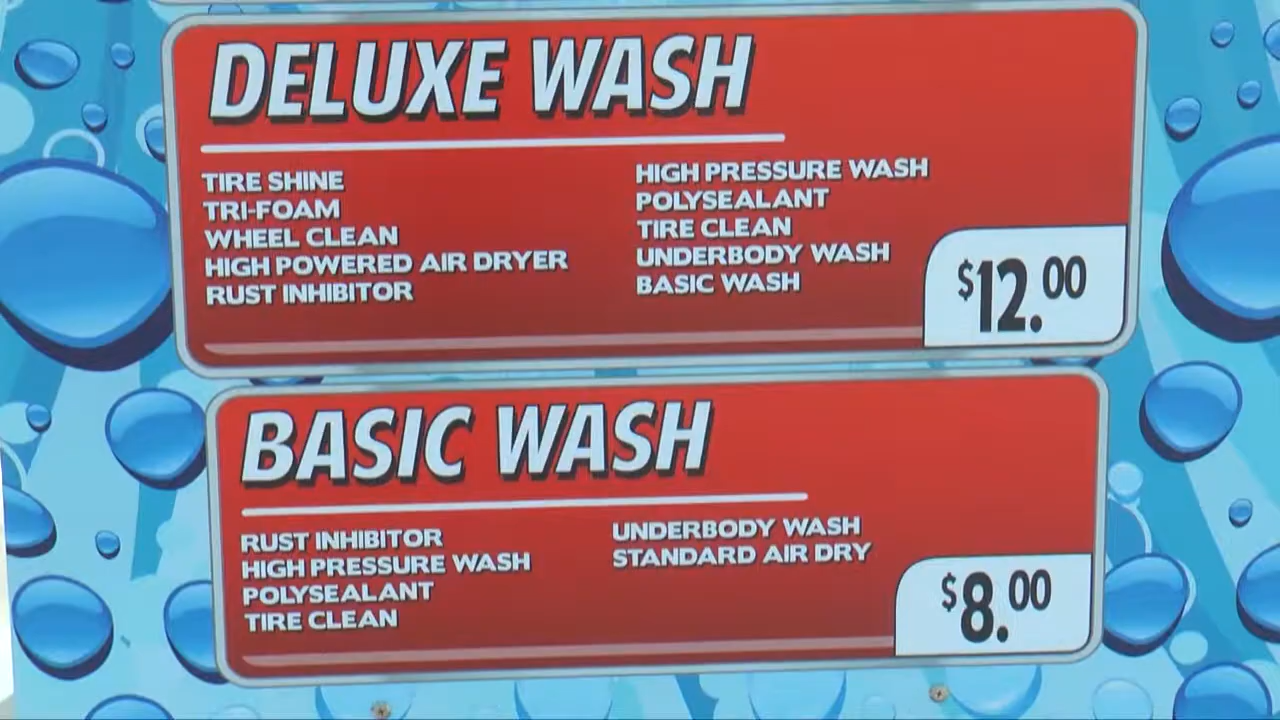 DELUXE WASH
TIRE SHINE
TRI-FOAM
WHEEL CLEAN
HIGH POWERED AIR DRYER
RUST INHIBITOR
HIGH PRESSURE WASH
POLYSEALANT
TIRE CLEAN
UNDERBODY WASH
BASIC WASH
$12.00
BASIC WASH
RUST INHIBITOR
HIGH PRESSURE WASH
POLYSEALANT
TIRE CLEAN
UNDERBODY WASH
STANDARD AIR DRY
$8.00